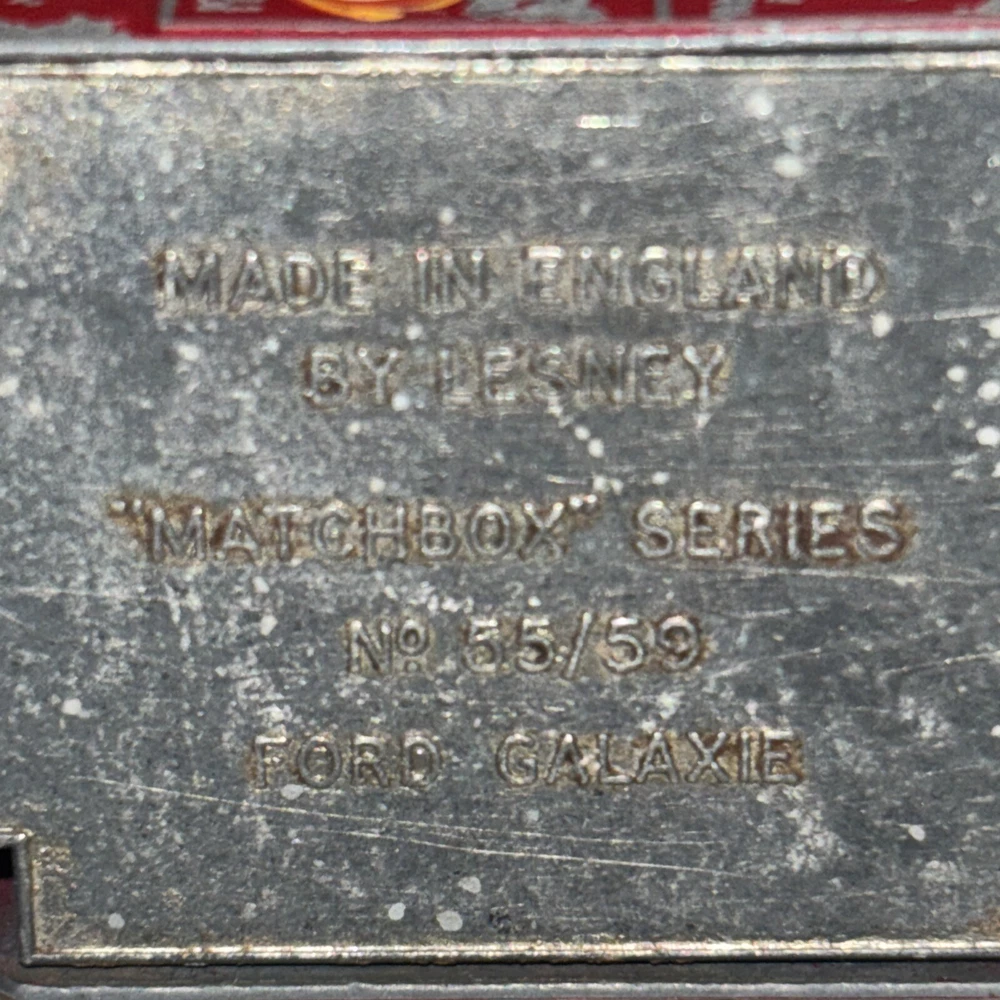 MADE IN ENGLAND
BY LESNEY
"MATCHBOX" SERIES
Nº 55/59
FORD GALAXIE